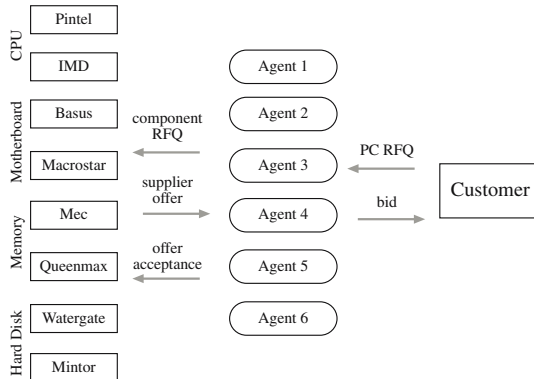 CPU
Pintel
IMD
Motherboard
Basus
Macrostar
Memory
Mec
Queenmax
Hard Disk
Watergate
Mintor
component
RFQ
supplier
offer
offer
acceptance
Agent 1
Agent 2
Agent 3
Agent 4
Agent 5
Agent 6
PC RFQ
bid
Customer